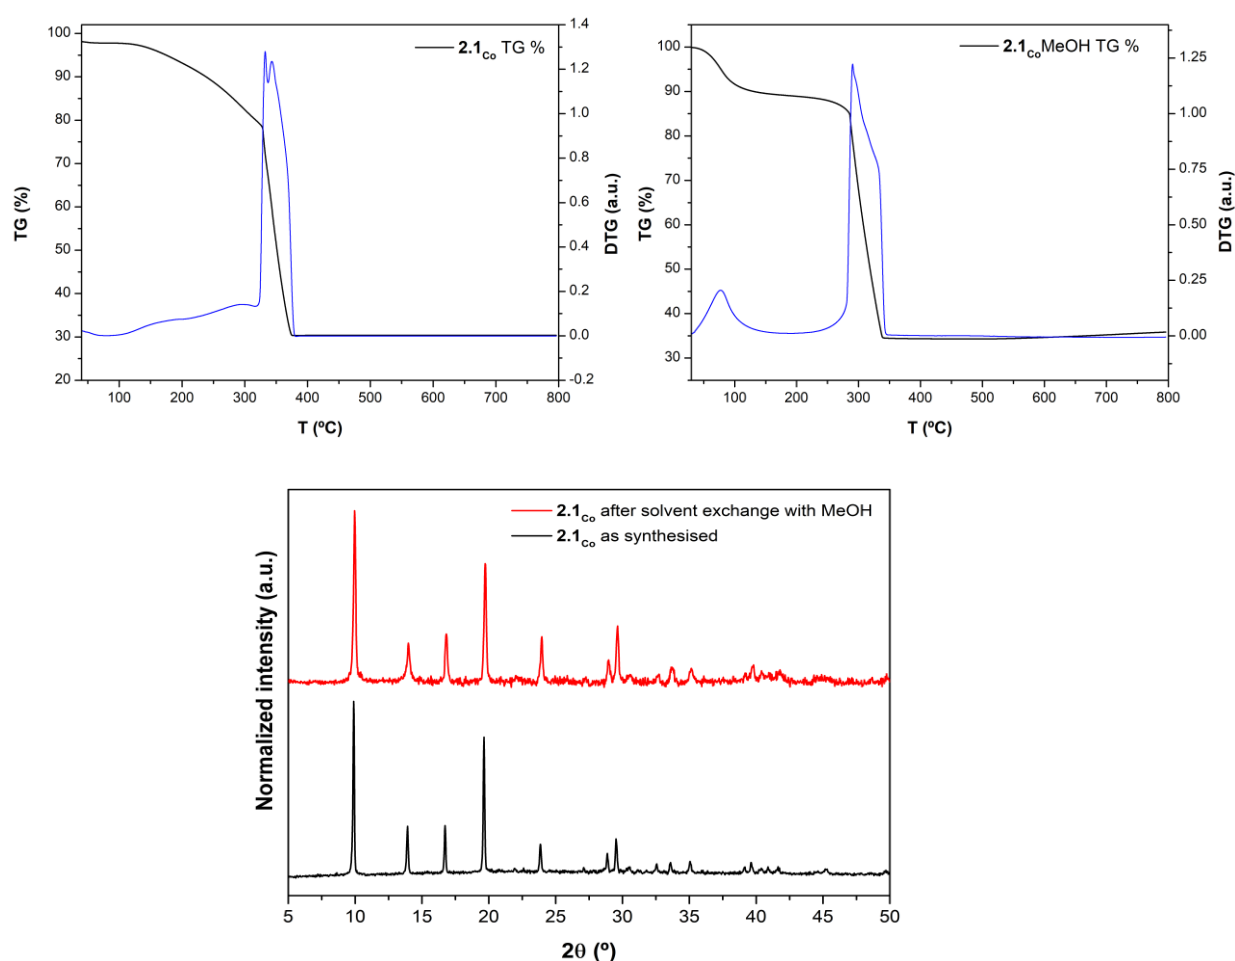 2.1Co TG %
TG (%)
100
90
80
70
60
50
40
30
20
1.4
1.2
1.0
0.8
0.6
0.4
0.2
0.0
-0.2
DTG (a.u.)
100 200 300 400 500 600 700 800
T (ºC)
2.1CoMeOH TG %
TG (%)
100
90
80
70
60
50
40
30
1.25
1.00
0.75
0.50
0.25
0.00
DTG (a.u.)
100 200 300 400 500 600 700 800
T (ºC)
2.1Co after solvent exchange with MeOH
2.1Co as synthesised
Normalized intensity (a.u.)
5 10 15 20 25 30 35 40 45 50
2θ (º)